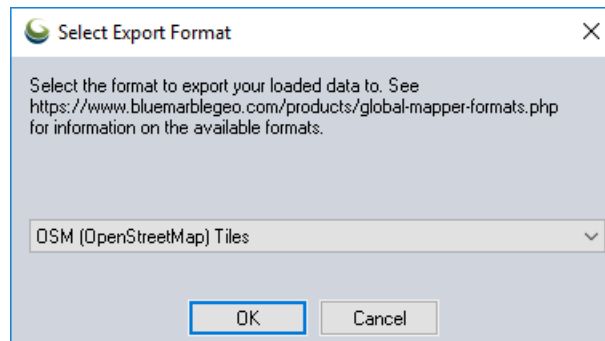 Select Export Format
Select the format to export your loaded data to. See
https://www.bluemarblegeo.com/products/global-mapper-formats.php
for information on the available formats.
OSM (OpenStreetMap) Tiles
OK
Cancel